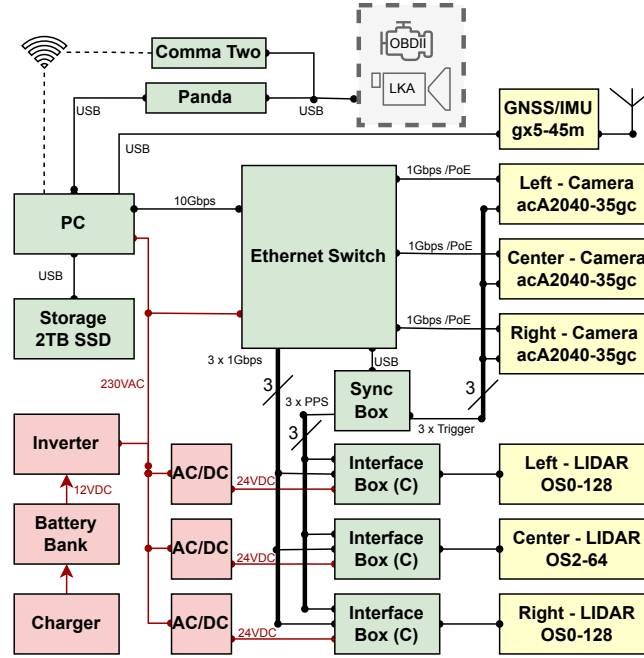 OBDII
LKA
Comma Two
Panda
USB
USB
USB
GNSS/IMU
gx5-45m
PC
10Gbps
Ethernet Switch
1Gbps /PoE
Left - Camera
acA2040-35gc
1Gbps /PoE
Center - Camera
acA2040-35gc
1Gbps /PoE
Right - Camera
acA2040-35gc
USB
Storage
2TB SSD
3 x 1Gbps
USB
230VAC
3
3
Sync
Box
3 x PPS
3
3 x Trigger
Inverter
12VDC
Battery
Bank
Charger
AC/DC
24VDC
Interface
Box (C)
Left - LIDAR
OS0-128
AC/DC
24VDC
Interface
Box (C)
Center - LIDAR
OS2-64
AC/DC
24VDC
Interface
Box (C)
Right - LIDAR
OS0-128